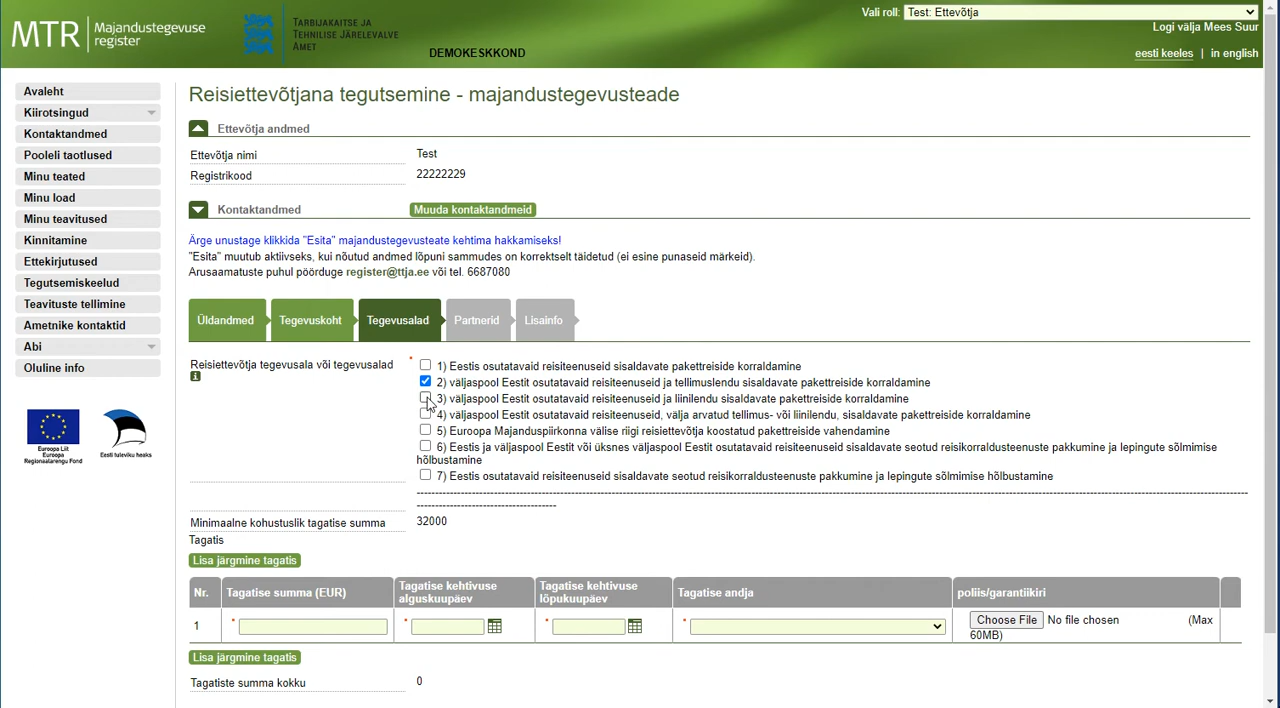 MTR
Majandustegevuse
register
TARBIJAKAITSE JA
TEHNILISE JÄRELEVALVE
AMET
DEMOKESKKOND
Vali roll: Test: Ettevõtja
Logi välja Mees Suur
eesti keeles | in english
Avaleht
Kiirotsingud
Kontaktandmed
Pooleli taotlused
Minu teated
Minu load
Minu teavitused
Kinnitamine
Ettekirjutused
Tegutsemiskeelud
Teavituste tellimine
Ametnike kontaktid
Abi
Oluline info
Euroopa Liit
Euroopa
Regionaalarengu Fond
Eesti tuleviku heaks
Reisiettevõtjana tegutsemine - majandustegevusteade
Ettevõtja andmed
Ettevõtja nimi Test
Registrikood 22222229
Kontaktandmed Muuda kontaktandmeid
Ärge unustage klikkida "Esita" majandustegevusteate kehtima hakkamiseks!
"Esita" muutub aktiivseks, kui nõutud andmed lõpuni sammudes on korrektselt täidetud (ei esine punaseid märkeid).
Arusaamatuste puhul pöörduge register@ttja.ee või tel. 6687080
Üldandmed Tegevuskoht Tegevusalad Partnerid Lisainfo
Reisiettevõtja tegevusala või tegevusalad *
1) Eestis osutatavaid reisiteenuseid sisaldavate pakettreiside korraldamine
2) väljaspool Eestit osutatavaid reisiteenuseid ja tellimuslendu sisaldavate pakettreiside korraldamine
3) väljaspool Eestit osutatavaid reisiteenuseid ja liinilendu sisaldavate pakettreiside korraldamine
4) väljaspool Eestit osutatavaid reisiteenuseid, välja arvatud tellimus- või liinilendu, sisaldavate pakettreiside korraldamine
5) Euroopa Majanduspiirkonna välise riigi reisiettevõtja koostatud pakettreiside vahendamine
6) Eestis ja väljaspool Eestit või üksnes väljaspool Eestit osutatavaid reisiteenuseid sisaldavate seotud reisikorraldusteenuste pakkumine ja lepingute sõlmimise
hõlbustamine
7) Eestis osutatavaid reisiteenuseid sisaldavate seotud reisikorraldusteenuste pakkumine ja lepingute sõlmimise hõlbustamine
Minimaalne kohustuslik tagatise summa 32000
Tagatis
Lisa järgmine tagatis
Nr. Tagatise summa (EUR) Tagatise kehtivuse alguskuupäev Tagatise kehtivuse lõpukuupäev Tagatise andja poliis/garantiikiri
1 * * * * Choose File No file chosen (Max
60MB)
Lisa järgmine tagatis
Tagatiste summa kokku 0